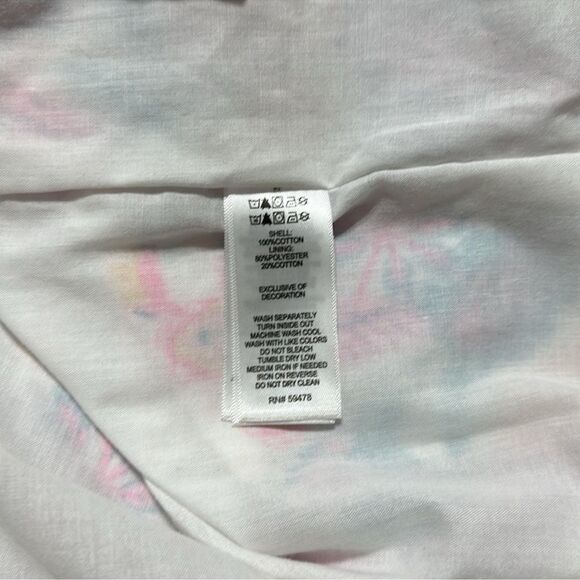 SHELL:
100%COTTON
LINING:
80%POLYESTER
20%COTTON
EXCLUSIVE OF
DECORATION
WASH SEPARATELY
TURN INSIDE OUT
MACHINE WASH COOL
WASH WITH LIKE COLORS
DO NOT BLEACH
TUMBLE DRY LOW
MEDIUM IRON IF NEEDED
IRON ON REVERSE
DO NOT DRY CLEAN
RN# 59478